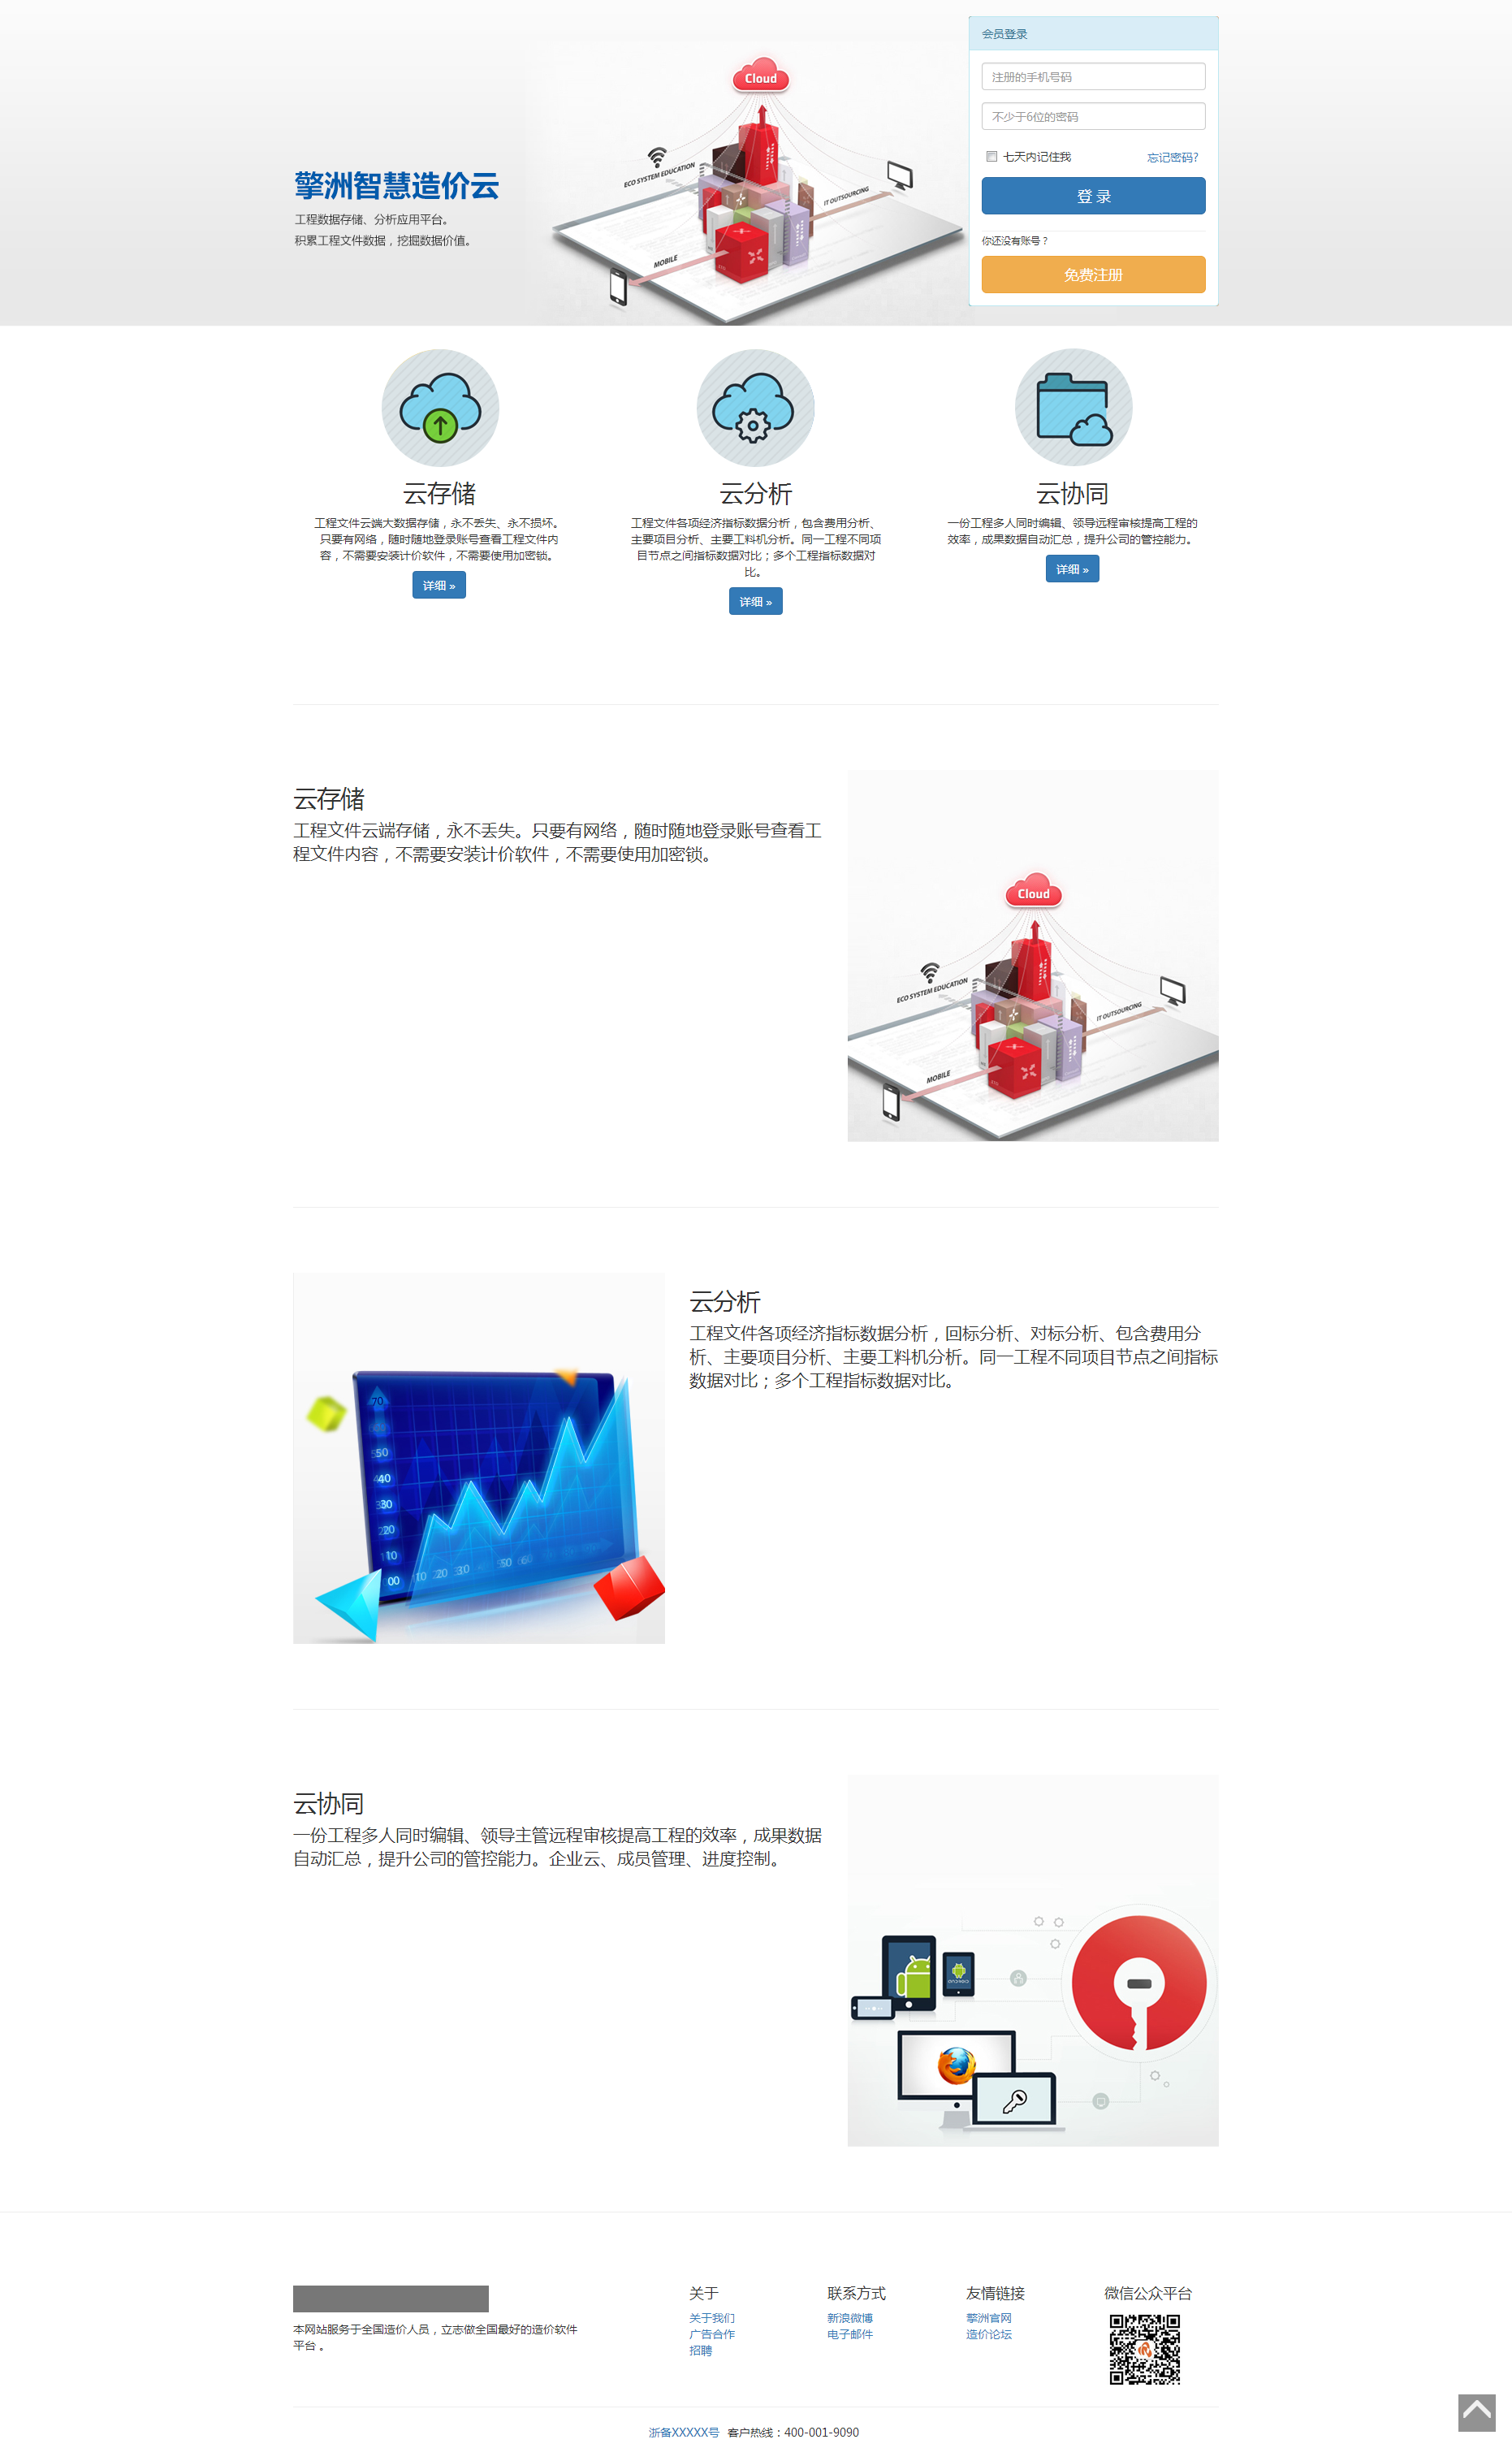 会员登录
注册的手机号码
不少于6位的密码
七天内记住我
忘记密码?
登 录
你还没有账号？
免费注册
Cloud
ECO SYSTEM EDUCATION
IT OUTSOURCING
MOBILE
擎洲智慧造价云
工程数据存储、分析应用平台。
积累工程文件数据，挖掘数据价值。
云存储
工程文件云端大数据存储，永不丢失、永不损坏。
只要有网络，随时随地登录账号查看工程文件内
容，不需要安装计价软件，不需要使用加密锁。
详细 »
云分析
工程文件各项经济指标数据分析，包含费用分析、
主要项目分析、主要工料机分析。同一工程不同项
目节点之间指标数据对比；多个工程指标数据对
比。
详细 »
云协同
一份工程多人同时编辑、领导远程审核提高工程的
效率，成果数据自动汇总，提升公司的管控能力。
详细 »
云存储
工程文件云端存储，永不丢失。只要有网络，随时随地登录账号查看工
程文件内容，不需要安装计价软件，不需要使用加密锁。
Cloud
ECO SYSTEM EDUCATION
IT OUTSOURCING
MOBILE
70
50
40
30
20
10
00
10 20 30
50 60
云分析
工程文件各项经济指标数据分析，回标分析、对标分析、包含费用分
析、主要项目分析、主要工料机分析。同一工程不同项目节点之间指标
数据对比；多个工程指标数据对比。
云协同
一份工程多人同时编辑、领导主管远程审核提高工程的效率，成果数据
自动汇总，提升公司的管控能力。企业云、成员管理、进度控制。
本网站服务于全国造价人员，立志做全国最好的造价软件
平台 。
关于
关于我们
广告合作
招聘
联系方式
新浪微博
电子邮件
友情链接
擎洲官网
造价论坛
微信公众平台
浙备XXXXX号 客户热线：400-001-9090